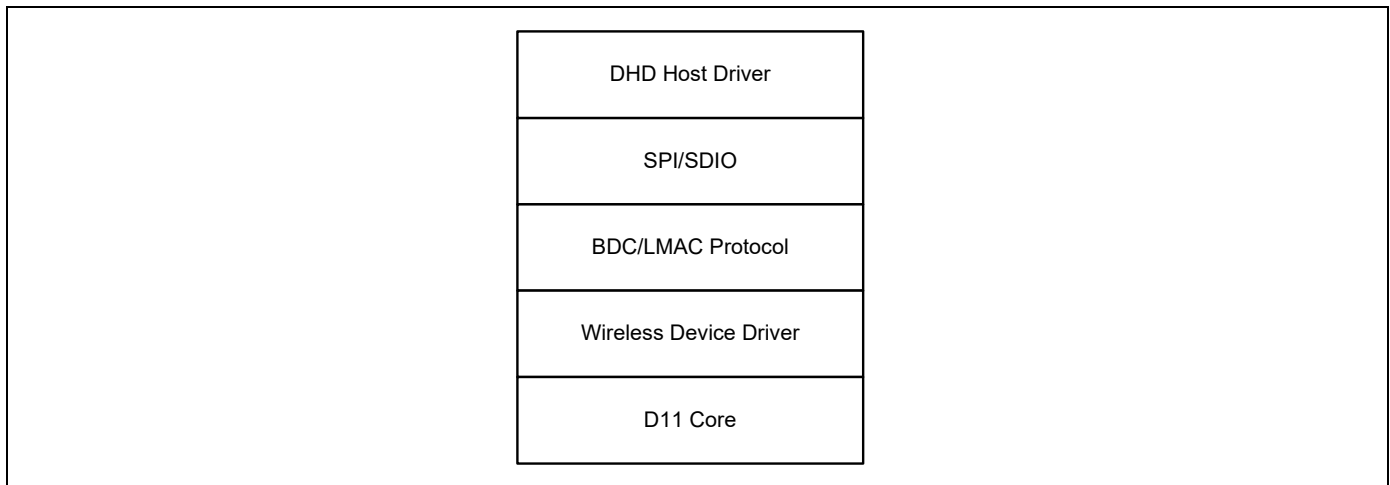 DHD Host Driver
SPI/SDIO
BDC/LMAC Protocol
Wireless Device Driver
D11 Core